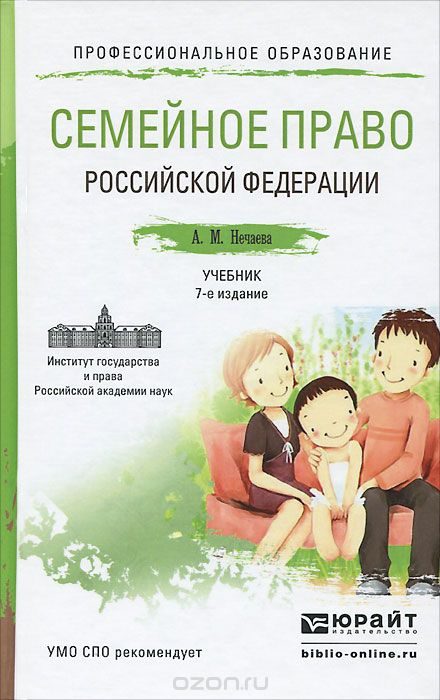 ПРОФЕССИОНАЛЬНОЕ ОБРАЗОВАНИЕ
СЕМЕЙНОЕ ПРАВО
РОССИЙСКОЙ ФЕДЕРАЦИИ
А. М. Нечаева
УЧЕБНИК
7-е издание
Институт государства
и права
Российской академии наук
УМО СПО рекомендует
ЮРАЙТ
издательство
biblio-online.ru
ozon.ru